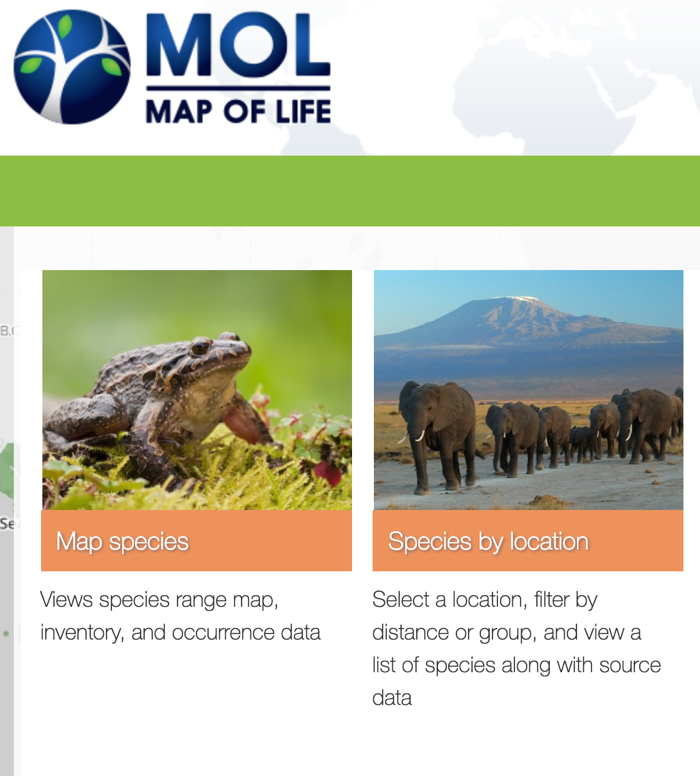 MOL
MAP OF LIFE
B.C
Se
Map species
Species by location
Views species range map,
inventory, and occurrence data
Select a location, filter by
distance or group, and view a
list of species along with source
data